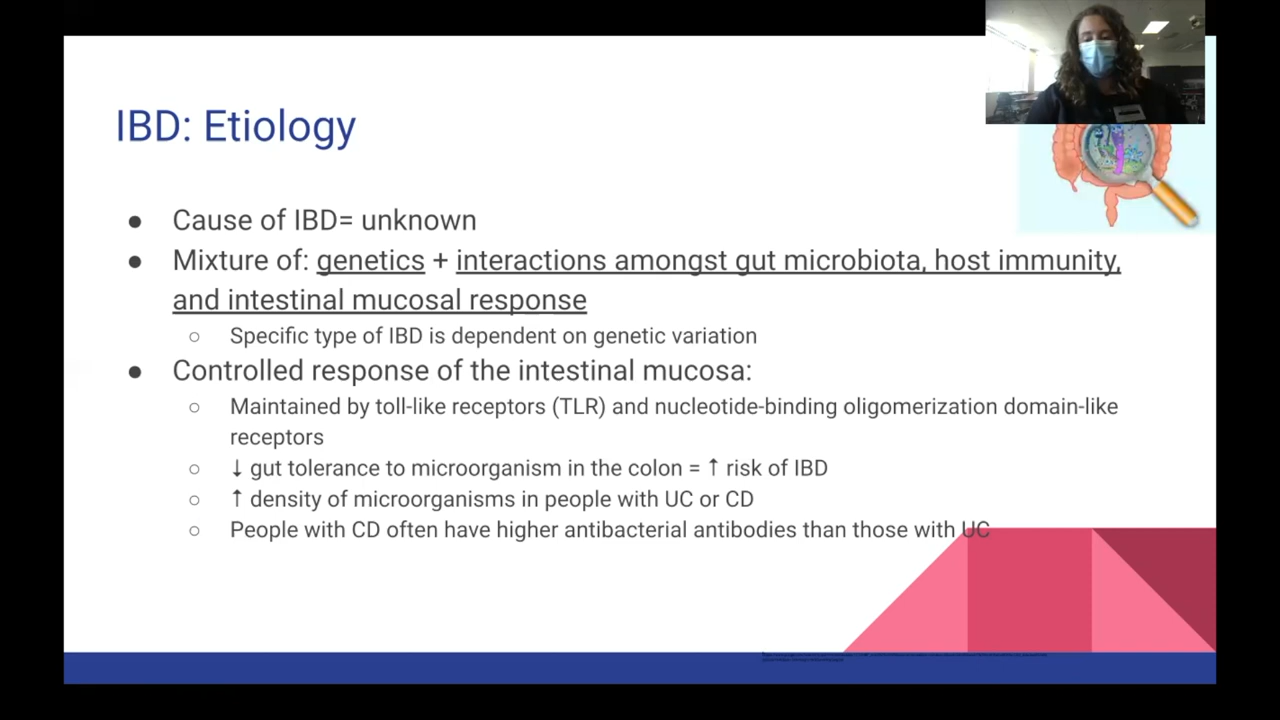 IBD: Etiology
● Cause of IBD= unknown
● Mixture of: genetics + interactions amongst gut microbiota, host immunity,
and intestinal mucosal response
○ Specific type of IBD is dependent on genetic variation
● Controlled response of the intestinal mucosa:
○ Maintained by toll-like receptors (TLR) and nucleotide-binding oligomerization domain-like
receptors
○ ↓ gut tolerance to microorganism in the colon = ↑ risk of IBD
○ ↑ density of microorganisms in people with UC or CD
○ People with CD often have higher antibacterial antibodies than those with UC